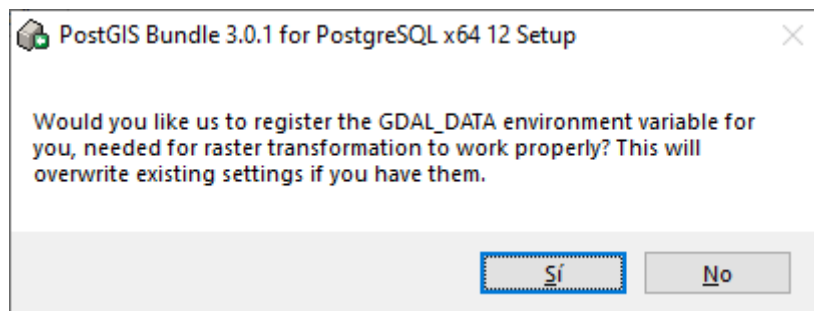 PostGIS Bundle 3.0.1 for PostgreSQL x64 12 Setup
Would you like us to register the GDAL_DATA environment variable for
you, needed for raster transformation to work properly? This will
overwrite existing settings if you have them.
Sí
No